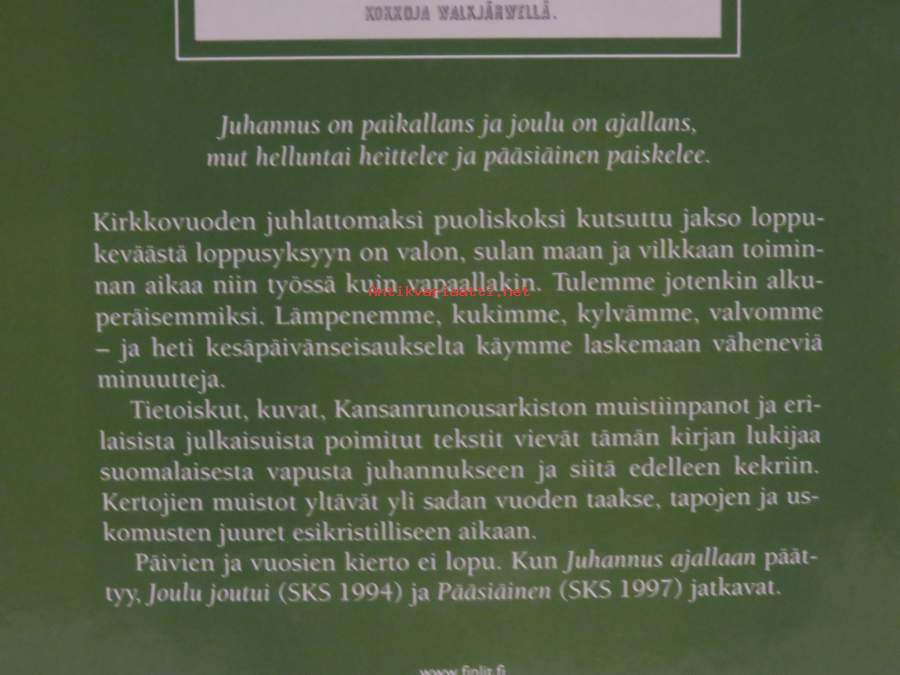 KOKKOJA WALKJÄRWELLÄ.
Juhannus on paikallans ja joulu on ajallans,
mut helluntai heittelee ja pääsiäinen paiskelee.
Kirkkovuoden juhlattomaksi puoliskoksi kutsuttu jakso loppu-
keväästä loppusyksyyn on valon, sulan maan ja vilkkaan toimin-
nan aikaa niin työssä kuin vapaallakin. Tulemme jotenkin alku-
peräisemmiksi. Lämpenemme, kukimme, kylvämme, valvomme
– ja heti kesäpäivänseisaukselta käymme laskemaan väheneviä
minuutteja.
Tietoiskut, kuvat, Kansanrunousarkiston muistiinpanot ja eri-
laisista julkaisuista poimitut tekstit vievät tämän kirjan lukijaa
suomalaisesta vapusta juhannukseen ja siitä edelleen kekriin.
Kertojien muistot yltävät yli sadan vuoden taakse, tapojen ja us-
komusten juuret esikristilliseen aikaan.
Päivien ja vuosien kierto ei lopu. Kun Juhannus ajallaan päät-
tyy, Joulu joutui (SKS 1994) ja Pääsiäinen (SKS 1997) jatkavat.
www.finlit.fi
Antikvariaatti.net